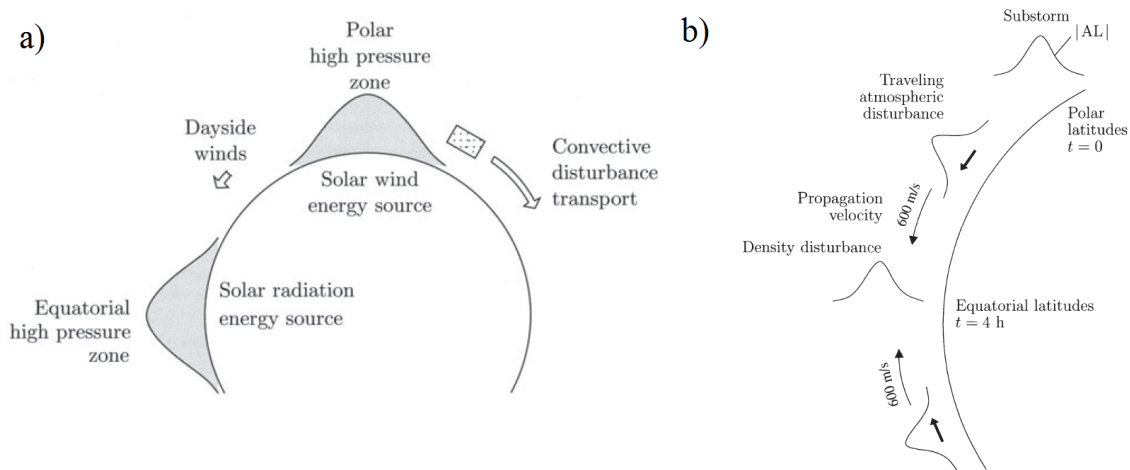 a)
Polar
high pressure
zone
Dayside
winds
Convective
disturbance
transport
Solar wind
energy source
Solar radiation
energy source
Equatorial
high pressure
zone
b)
Substorm
|AL|
Traveling
atmospheric
disturbance
Polar
latitudes
t = 0
Propagation
velocity
600 m/s
Density disturbance
Equatorial latitudes
t = 4 h
600 m/s